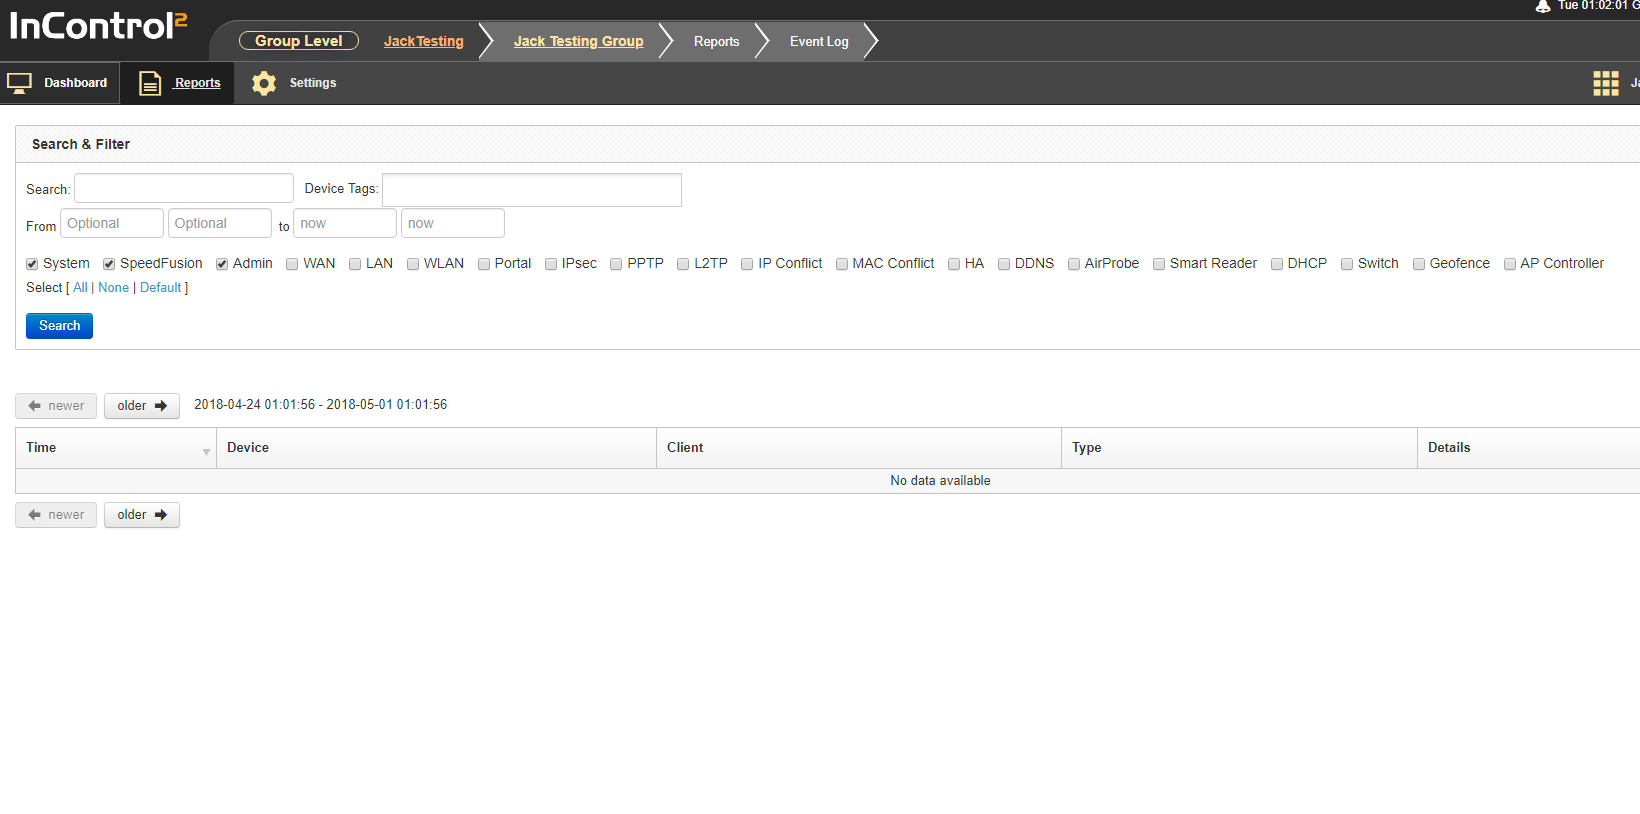 InControl2
Tue 01:02:01 G
Group Level JackTesting Jack Testing Group Reports Event Log
Dashboard Reports Settings
Search & Filter
Search: Device Tags:
From Optional Optional to now now
System SpeedFusion Admin WAN LAN WLAN Portal IPsec PPTP L2TP IP Conflict MAC Conflict HA DDNS AirProbe Smart Reader DHCP Switch Geofence AP Controller
Select [ All | None | Default ]
Search
newer older 2018-04-24 01:01:56 - 2018-05-01 01:01:56
Time Device Client Type Details
No data available
newer older